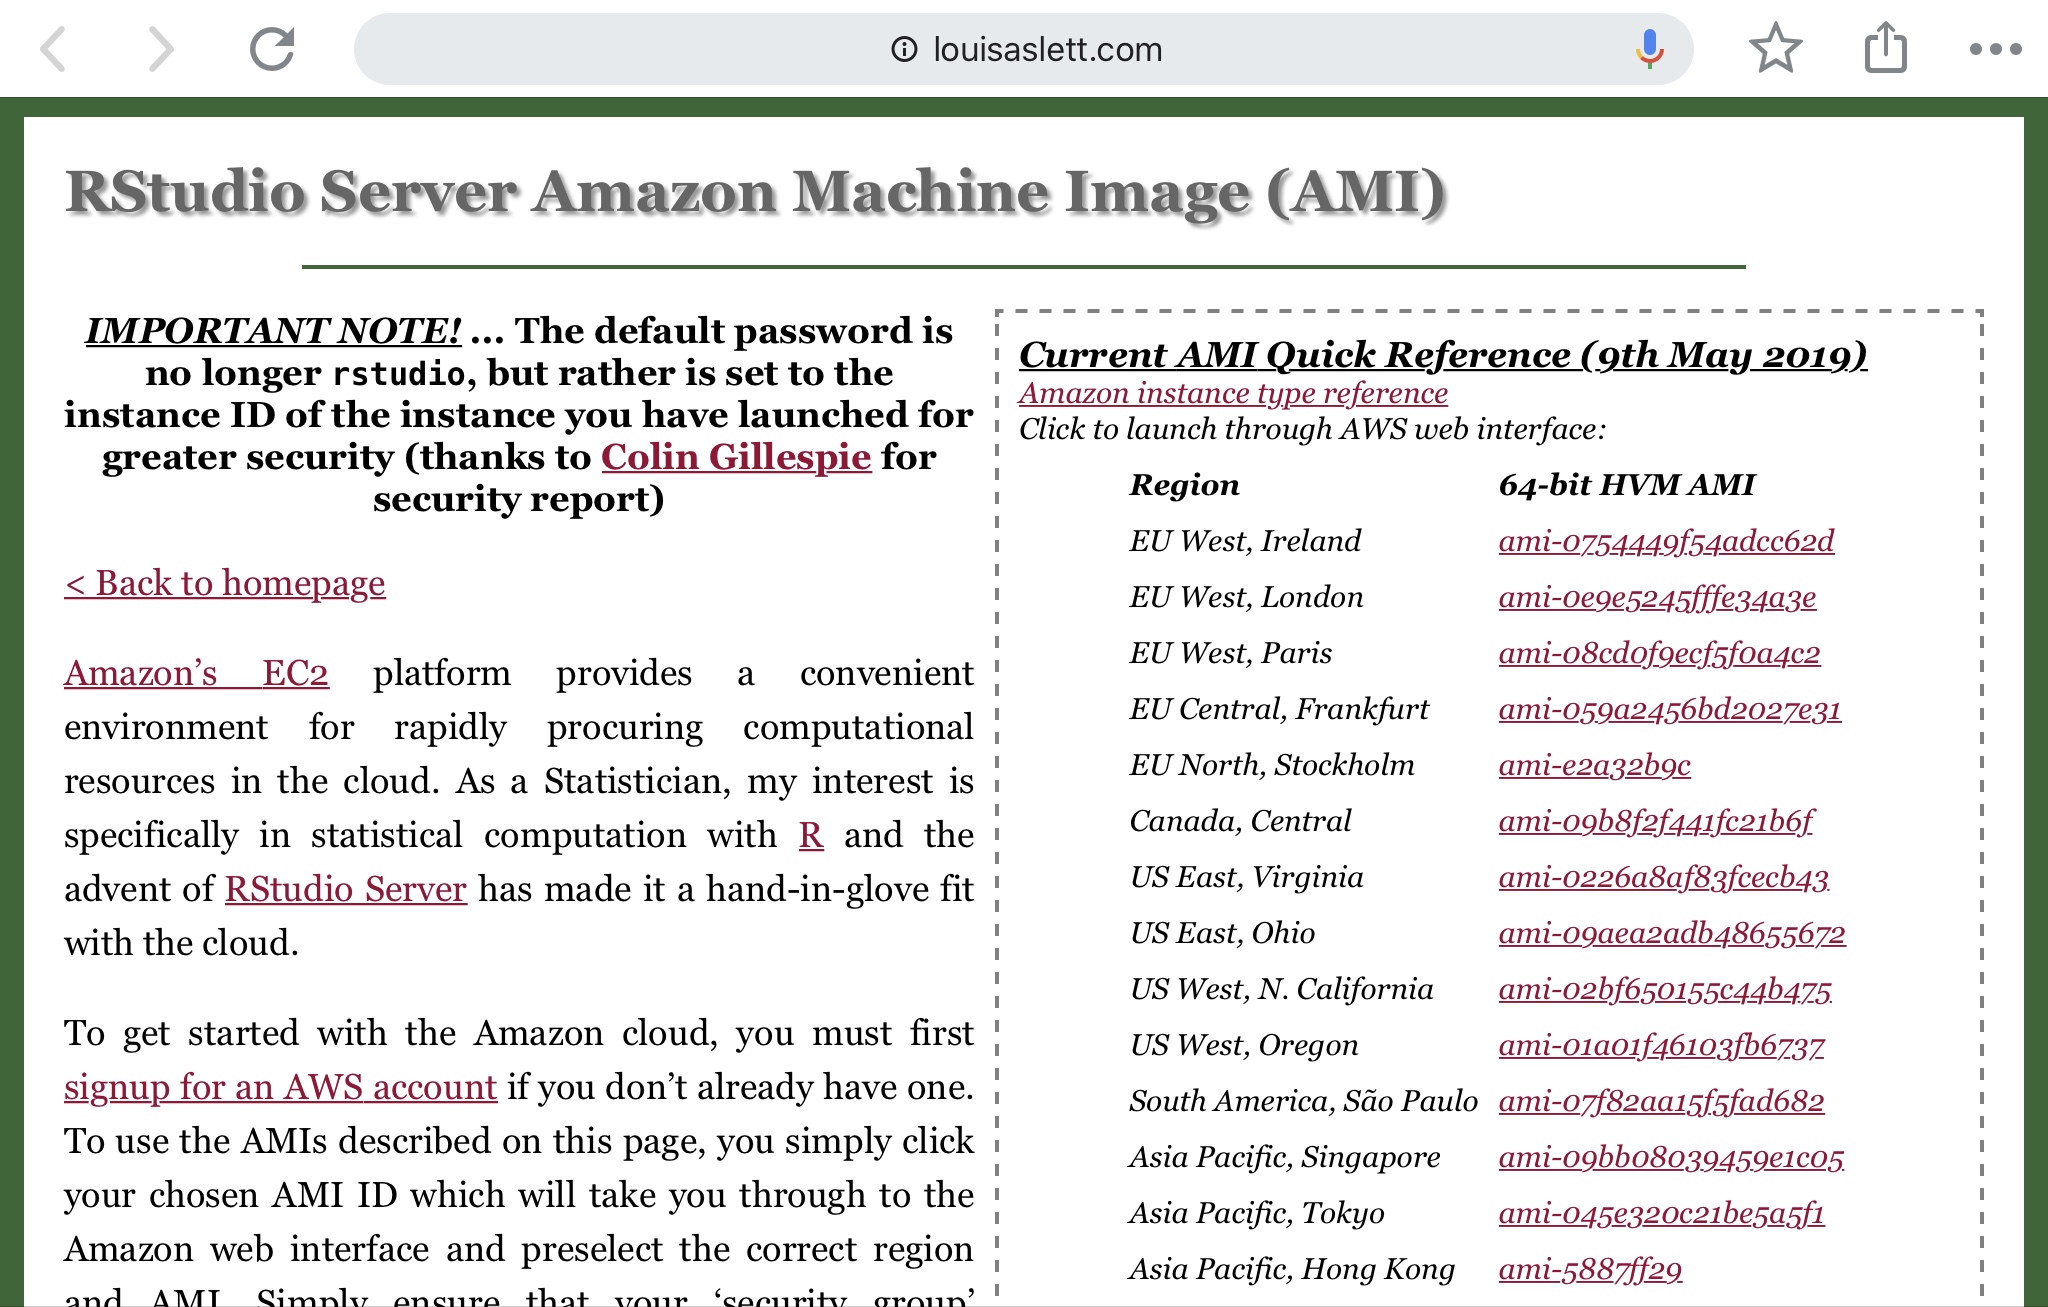 louisaslett.com
RStudio Server Amazon Machine Image (AMI)
IMPORTANT NOTE! ... The default password is
no longer rstudio, but rather is set to the
instance ID of the instance you have launched for
greater security (thanks to Colin Gillespie for
security report)
< Back to homepage
Amazon’s EC2 platform provides a convenient
environment for rapidly procuring computational
resources in the cloud. As a Statistician, my interest is
specifically in statistical computation with R and the
advent of RStudio Server has made it a hand-in-glove fit
with the cloud.
To get started with the Amazon cloud, you must first
signup for an AWS account if you don’t already have one.
To use the AMIs described on this page, you simply click
your chosen AMI ID which will take you through to the
Amazon web interface and preselect the correct region
and AMI. Simply ensure that your ‘security group’
Current AMI Quick Reference (9th May 2019)
Amazon instance type reference
Click to launch through AWS web interface:
Region 64-bit HVM AMI
EU West, Ireland ami-0754449f54adcc62d
EU West, London ami-0e9e5245fffe34a3e
EU West, Paris ami-08cd0f9ecf5f0a4c2
EU Central, Frankfurt ami-059a2456bd2027e31
EU North, Stockholm ami-e2a32b9c
Canada, Central ami-09b8f2f441fc21b6f
US East, Virginia ami-0226a8af83fcecb43
US East, Ohio ami-09aea2adb48655672
US West, N. California ami-02bf650155c44b475
US West, Oregon ami-01a01f46103fb6737
South America, São Paulo ami-07f82aa15f5fad682
Asia Pacific, Singapore ami-09bb08039459e1c05
Asia Pacific, Tokyo ami-045e320c21be5a5f1
Asia Pacific, Hong Kong ami-5887ff29